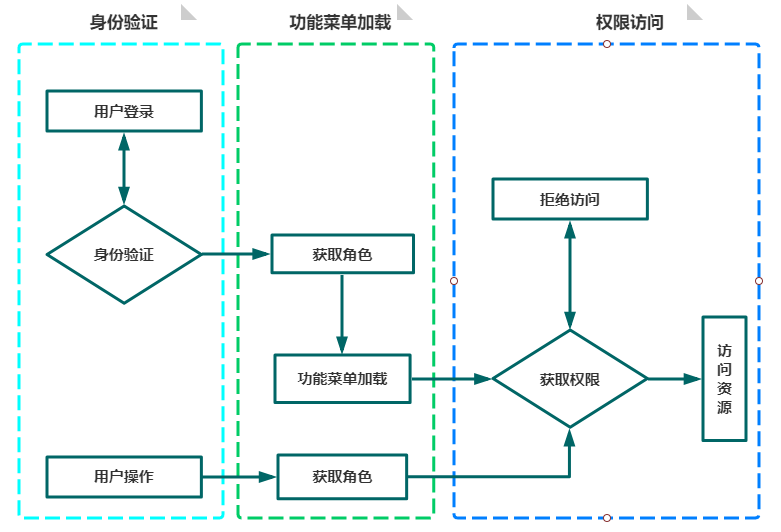 身份验证
功能菜单加载
权限访问
用户登录
身份验证
获取角色
功能菜单加载
用户操作
获取角色
拒绝访问
获取权限
访
问
资
源